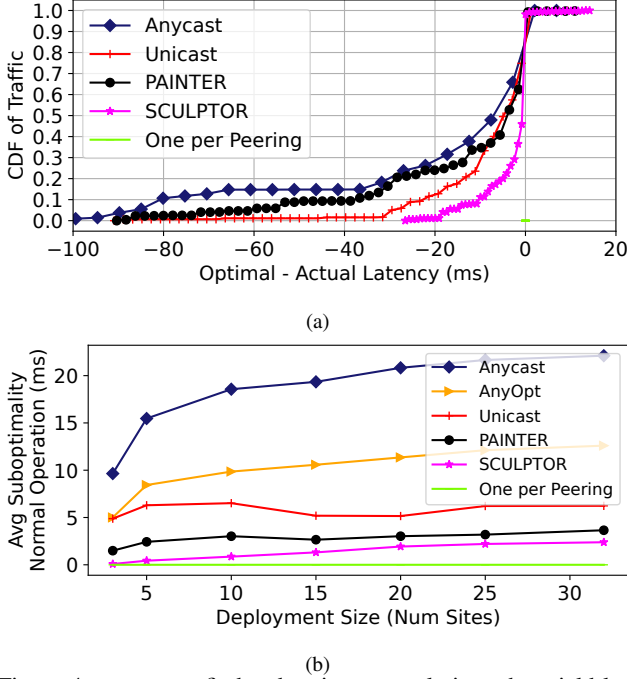 1.0
0.9
0.8
0.7
0.6
0.5
0.4
0.3
0.2
0.1
0.0
CDF of Traffic
Anycast
Unicast
PAINTER
SCULPTOR
One per Peering
−100 −80 −60 −40 −20 0 20
Optimal - Actual Latency (ms)
(a)
20
15
10
5
0
Avg Suboptimality
Normal Operation (ms)
Anycast
AnyOpt
Unicast
PAINTER
SCULPTOR
One per Peering
5 10 15 20 25 30
Deployment Size (Num Sites)
(b)